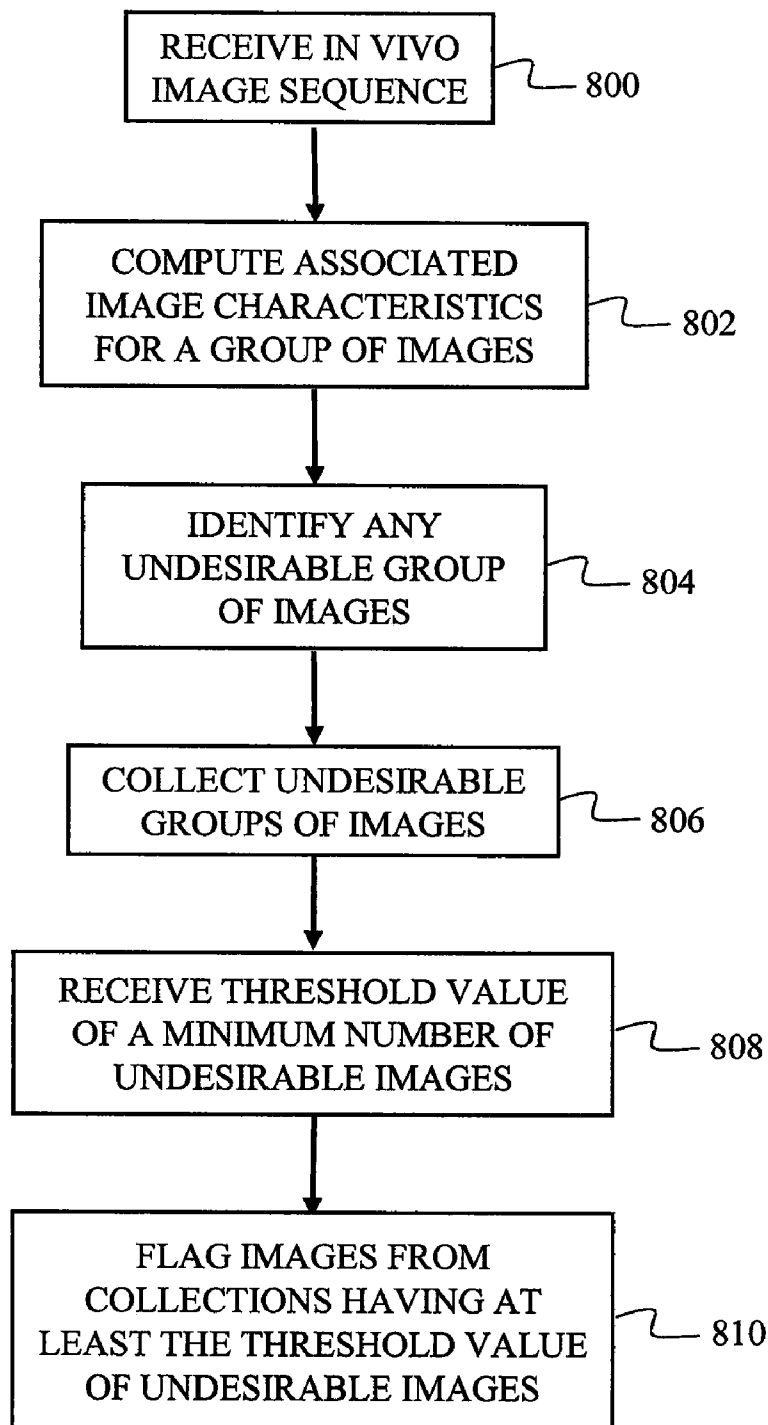 RECEIVE IN VIVO
IMAGE SEQUENCE
800
COMPUTE ASSOCIATED
IMAGE CHARACTERISTICS
FOR A GROUP OF IMAGES
802
IDENTIFY ANY
UNDESIRABLE GROUP
OF IMAGES
804
COLLECT UNDESIRABLE
GROUPS OF IMAGES
806
RECEIVE THRESHOLD VALUE
OF A MINIMUM NUMBER OF
UNDESIRABLE IMAGES
808
FLAG IMAGES FROM
COLLECTIONS HAVING AT
LEAST THE THRESHOLD VALUE
OF UNDESIRABLE IMAGES
810